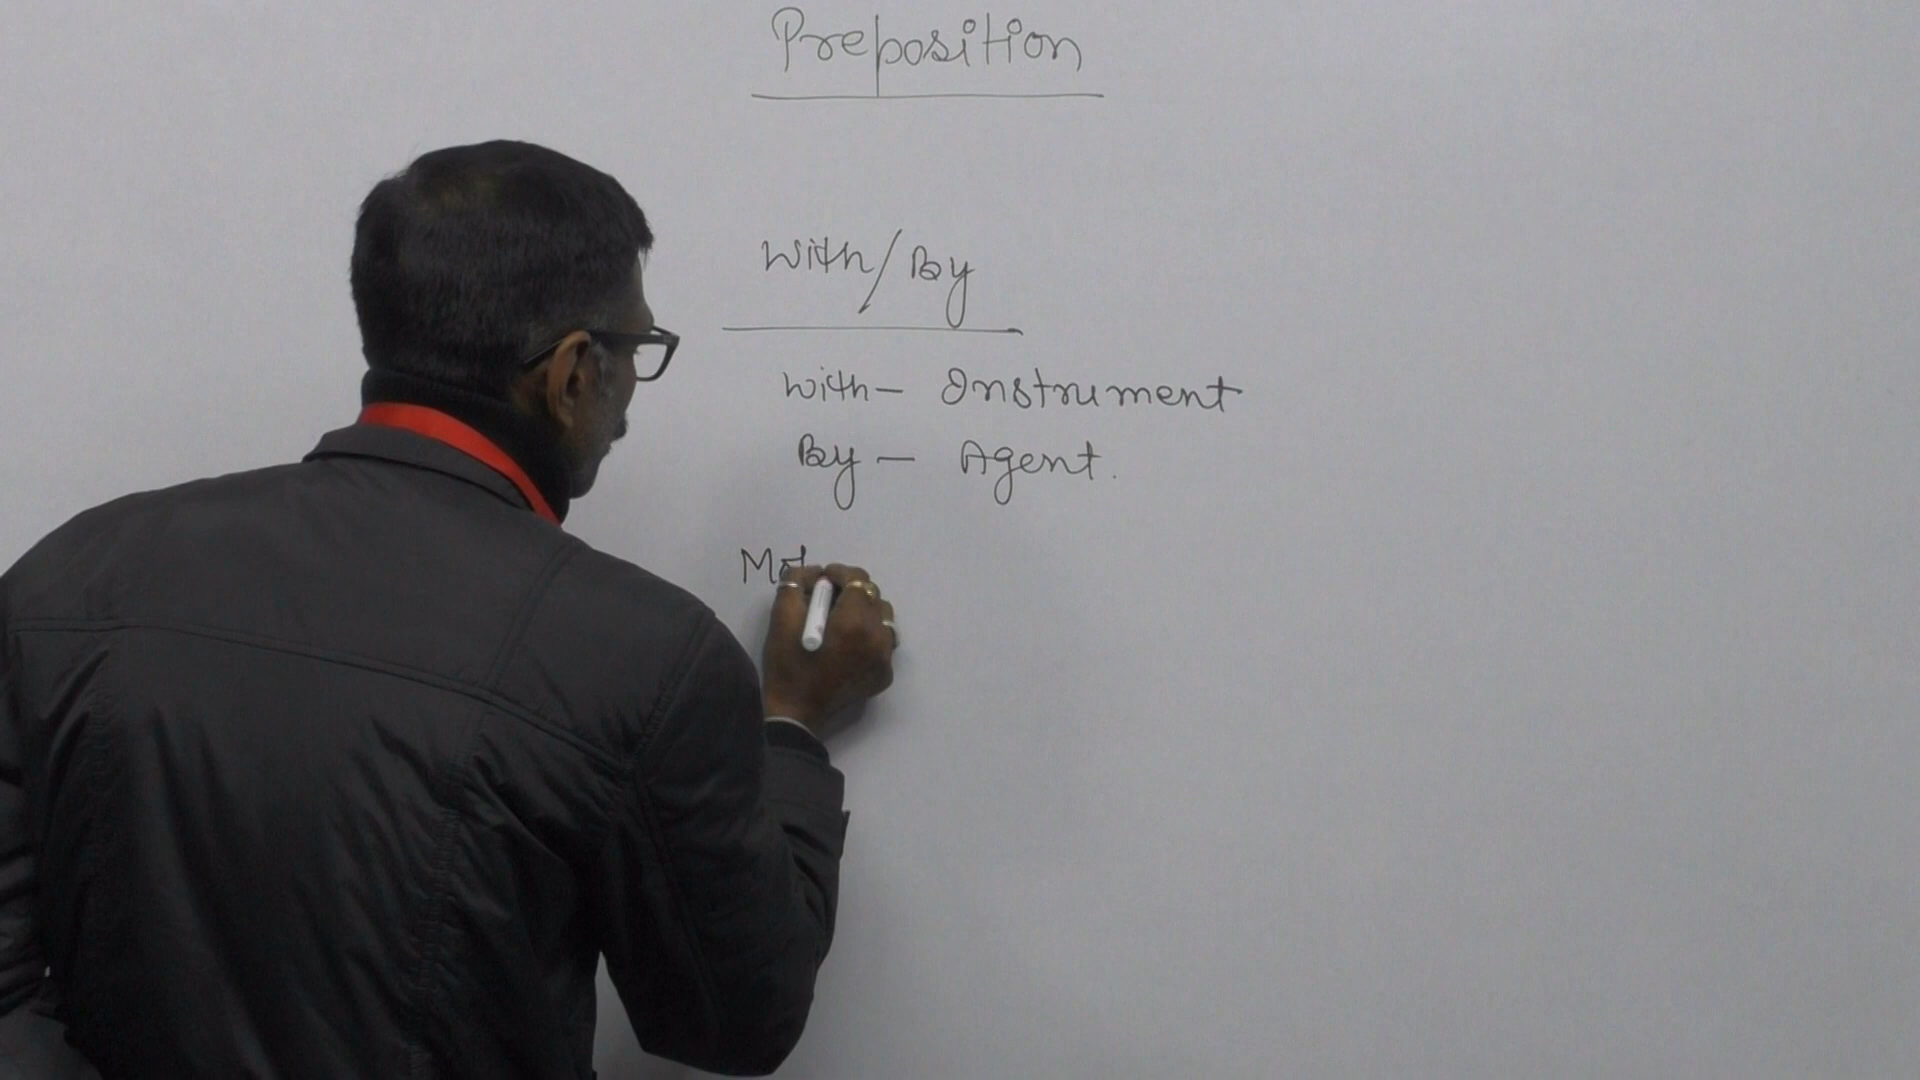 Preposition
With/By
With - Instrument
By - Agent.